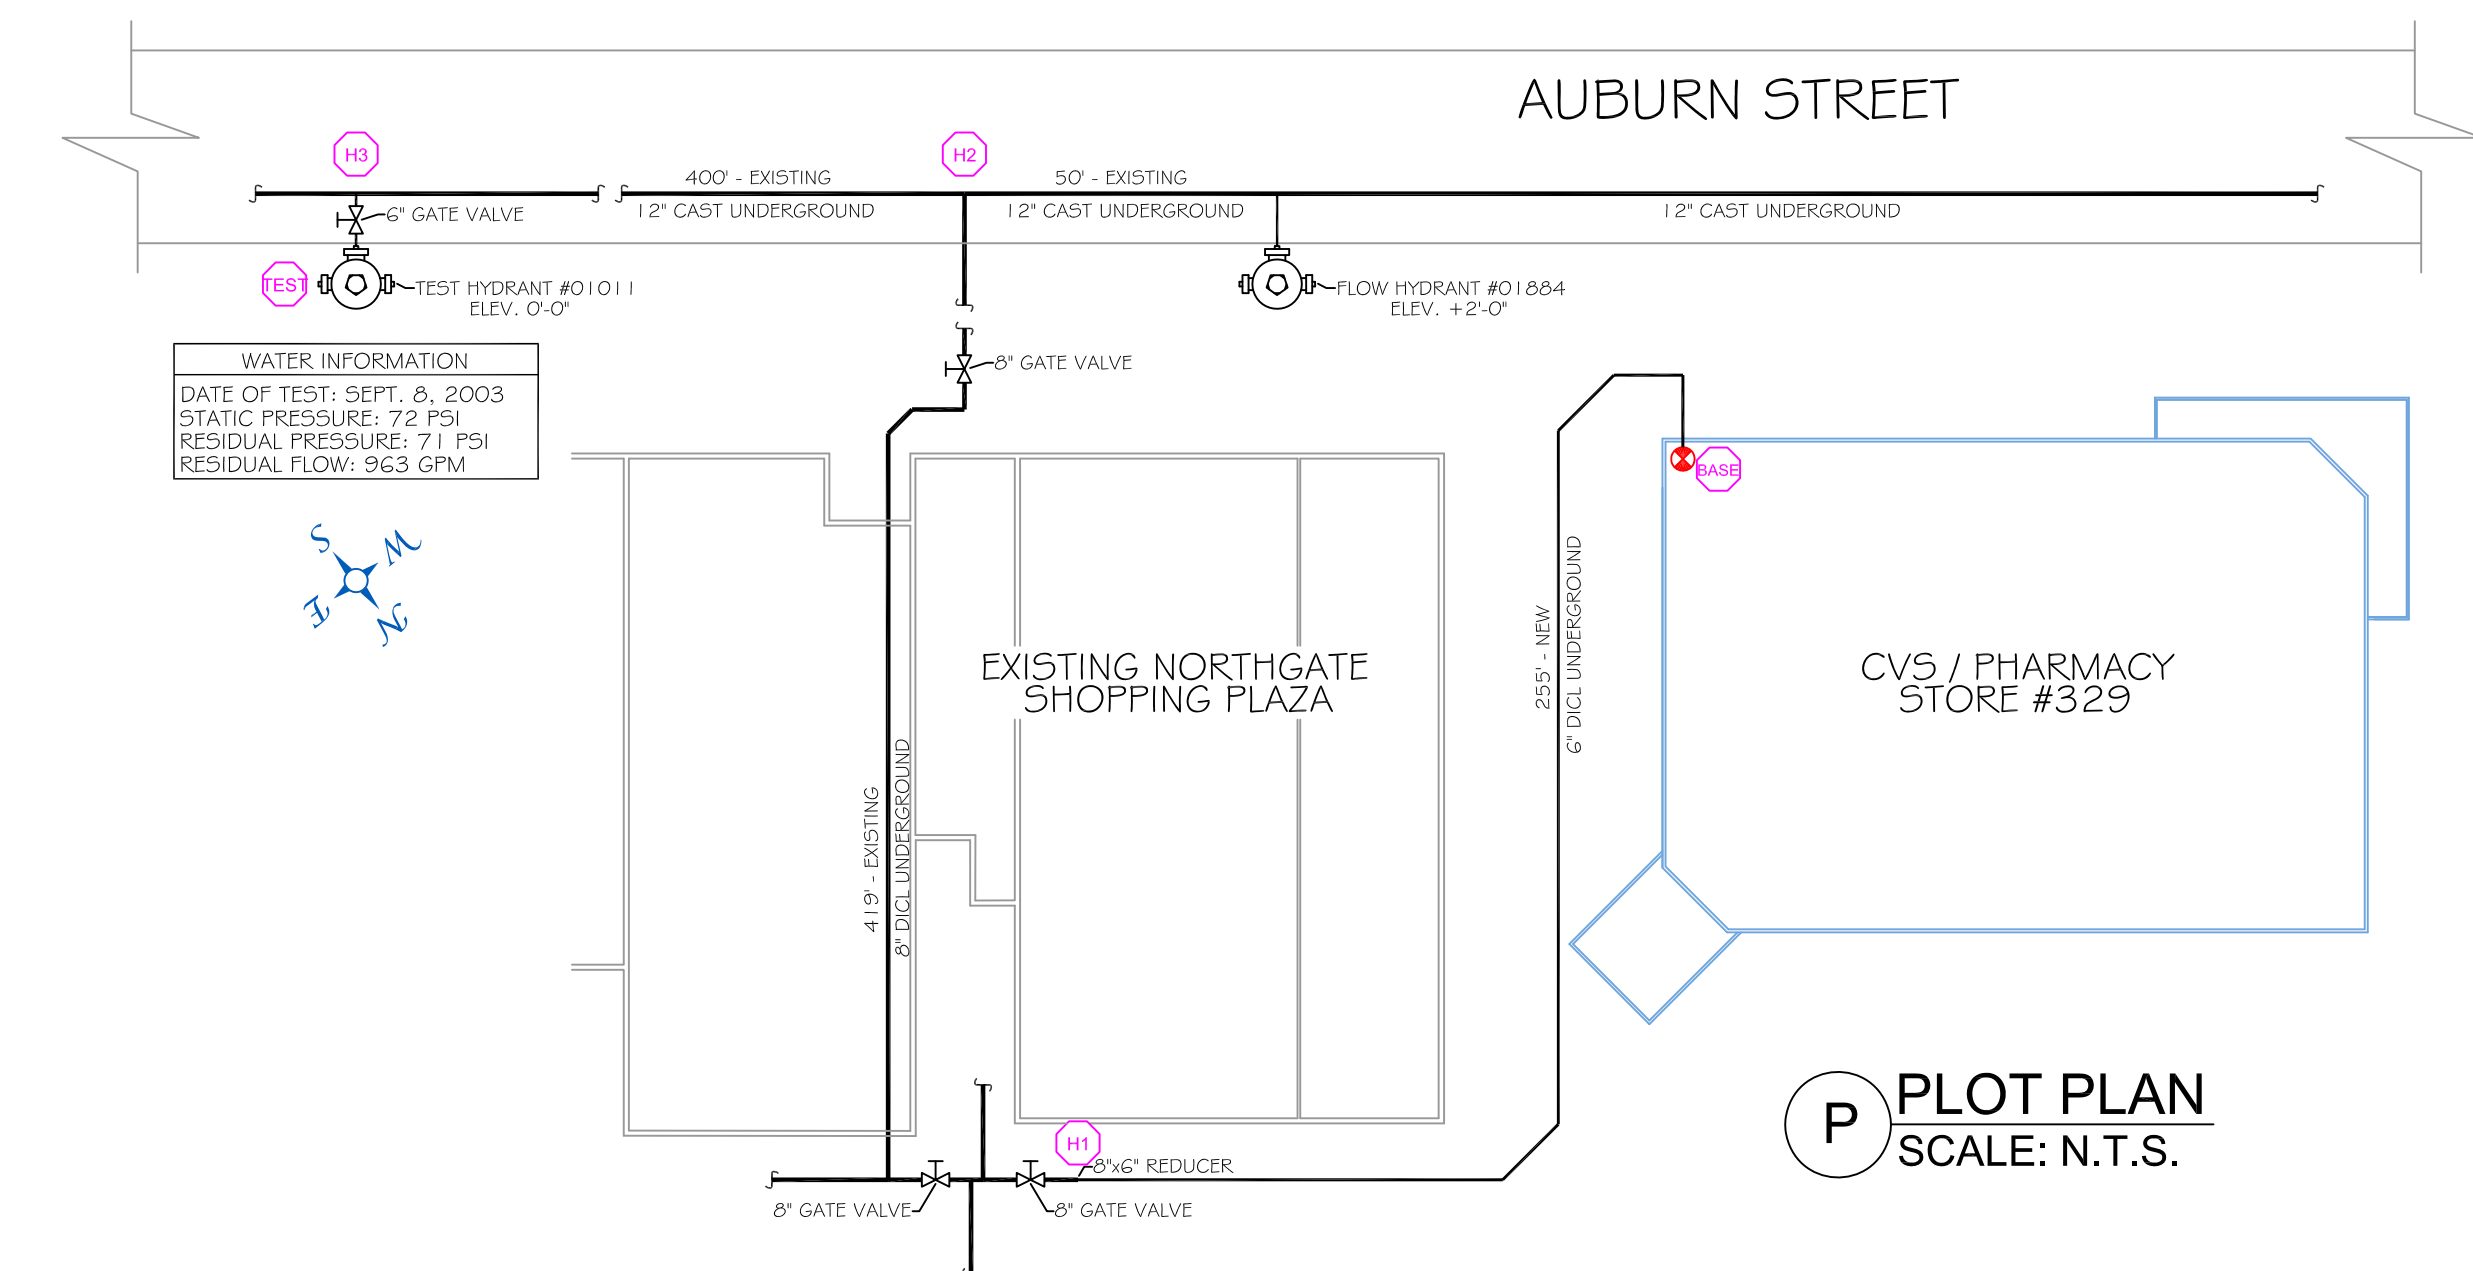 AUBURN STREET
H3
H2
400' - EXISTING
50' - EXISTING
6" GATE VALVE
12" CAST UNDERGROUND
12" CAST UNDERGROUND
12" CAST UNDERGROUND
TEST
TEST HYDRANT #01011
ELEV. 0'-0"
FLOW HYDRANT #01884
ELEV. +2'-0"
WATER INFORMATION
DATE OF TEST: SEPT. 8, 2003
STATIC PRESSURE: 72 PSI
RESIDUAL PRESSURE: 71 PSI
RESIDUAL FLOW: 963 GPM
8" GATE VALVE
BASE
S
W
E
N
255' - NEW
6" DICL UNDERGROUND
EXISTING NORTHGATE
SHOPPING PLAZA
CVS / PHARMACY
STORE #329
419' - EXISTING
8" DICL UNDERGROUND
H1
8"x6" REDUCER
8" GATE VALVE
8" GATE VALVE
P
PLOT PLAN
SCALE: N.T.S.